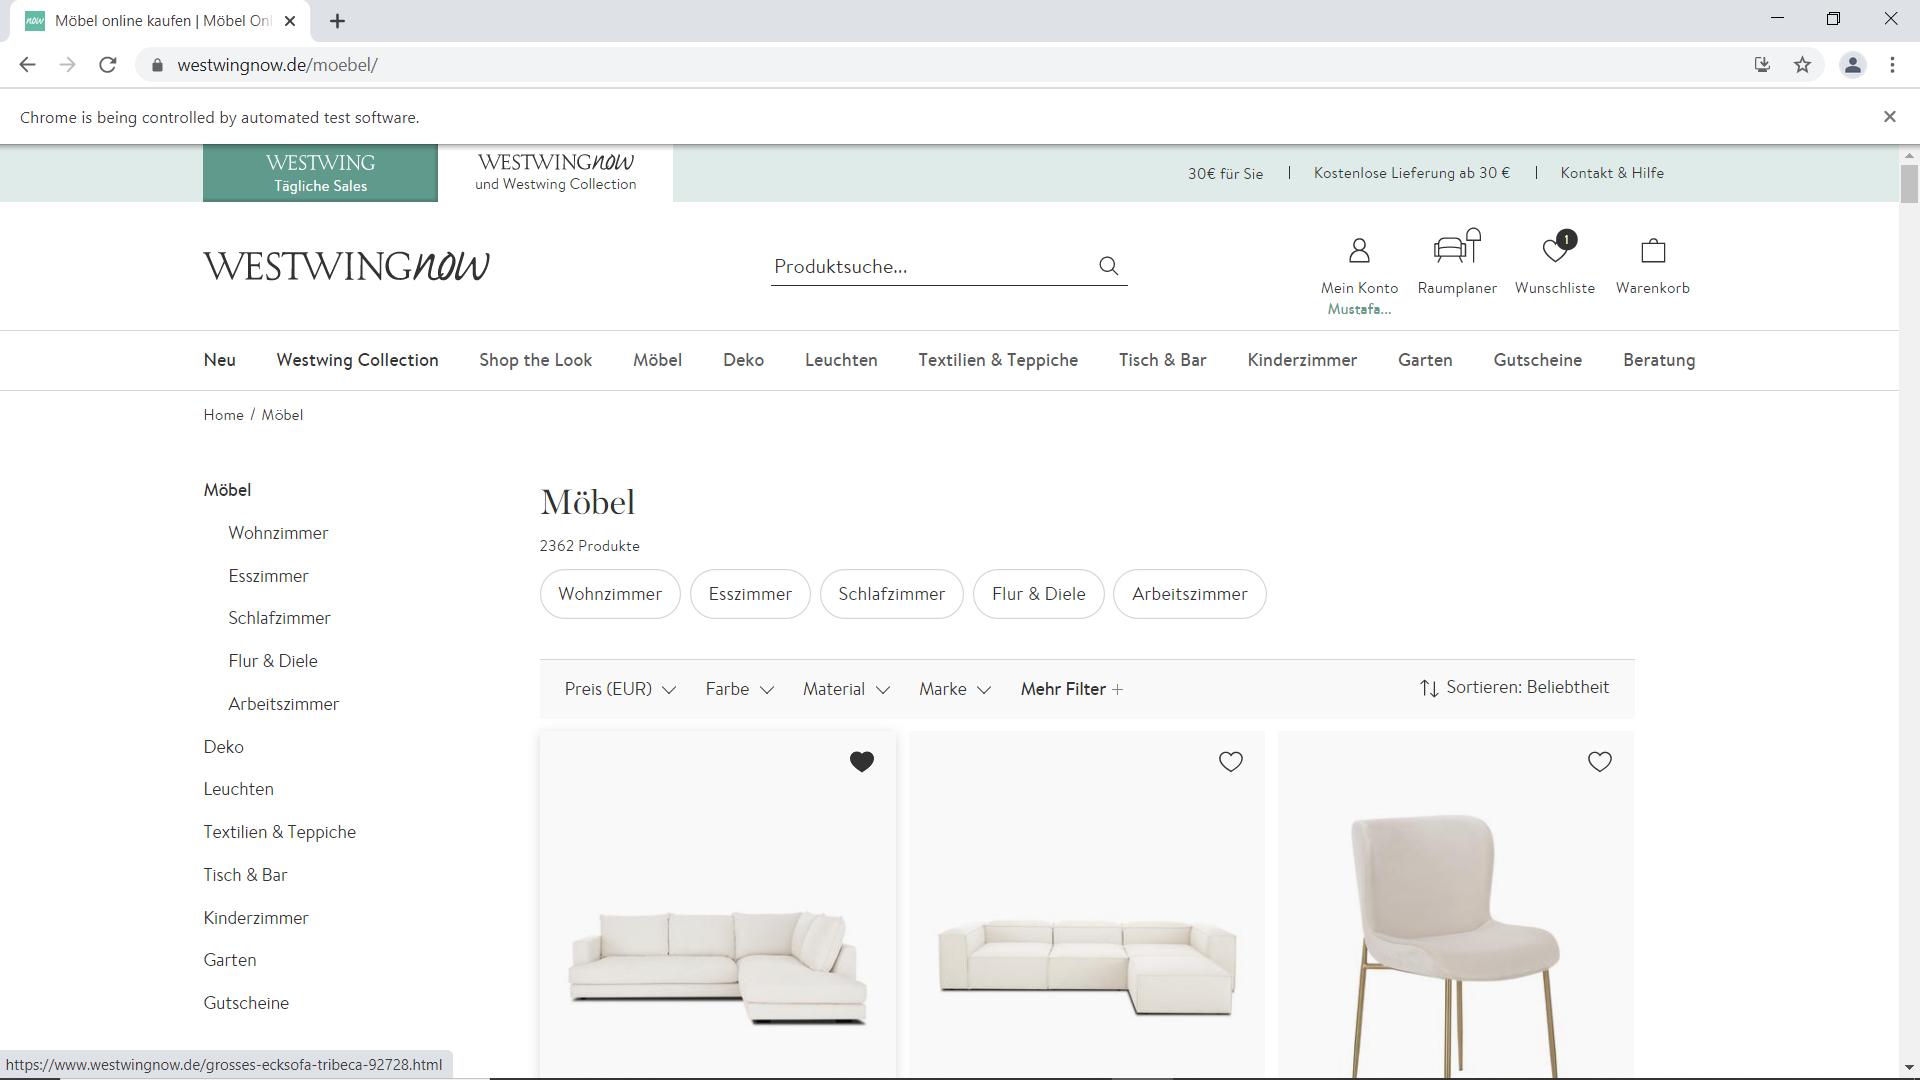 now Möbel online kaufen | Möbel Onl
westwingnow.de/moebel/
Chrome is being controlled by automated test software.
WESTWING
Tägliche Sales
WESTWINGnow
und Westwing Collection
30€ für Sie
Kostenlose Lieferung ab 30 €
Kontakt & Hilfe
WESTWINGnow
Produktsuche...
1
Mein Konto
Mustafa...
Raumplaner
Wunschliste
Warenkorb
Neu Westwing Collection Shop the Look Möbel Deko Leuchten Textilien & Teppiche Tisch & Bar Kinderzimmer Garten Gutscheine Beratung
Home / Möbel
Möbel
Wohnzimmer
Esszimmer
Schlafzimmer
Flur & Diele
Arbeitszimmer
Deko
Leuchten
Textilien & Teppiche
Tisch & Bar
Kinderzimmer
Garten
Gutscheine
Möbel
2362 Produkte
Wohnzimmer Esszimmer Schlafzimmer Flur & Diele Arbeitszimmer
Preis (EUR) Farbe Material Marke Mehr Filter + Sortieren: Beliebtheit
https://www.westwingnow.de/grosses-ecksofa-tribeca-92728.html